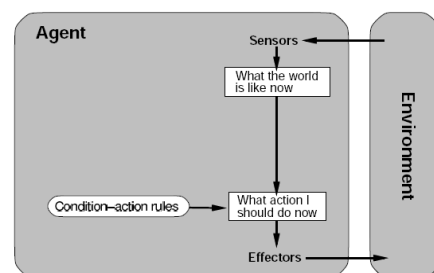 Agent
Sensors
What the world
is like now
Environment
Condition–action rules
What action I
should do now
Effectors